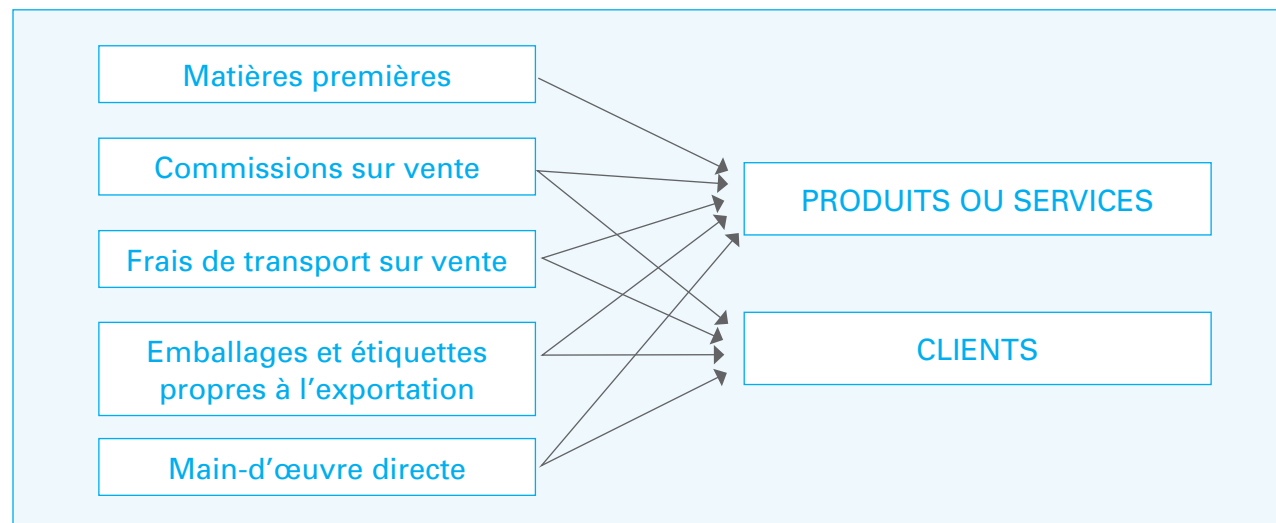 Matières premières
Commissions sur vente
Frais de transport sur vente
Emballages et étiquettes
propres à l’exportation
Main-d’œuvre directe
PRODUITS OU SERVICES
CLIENTS